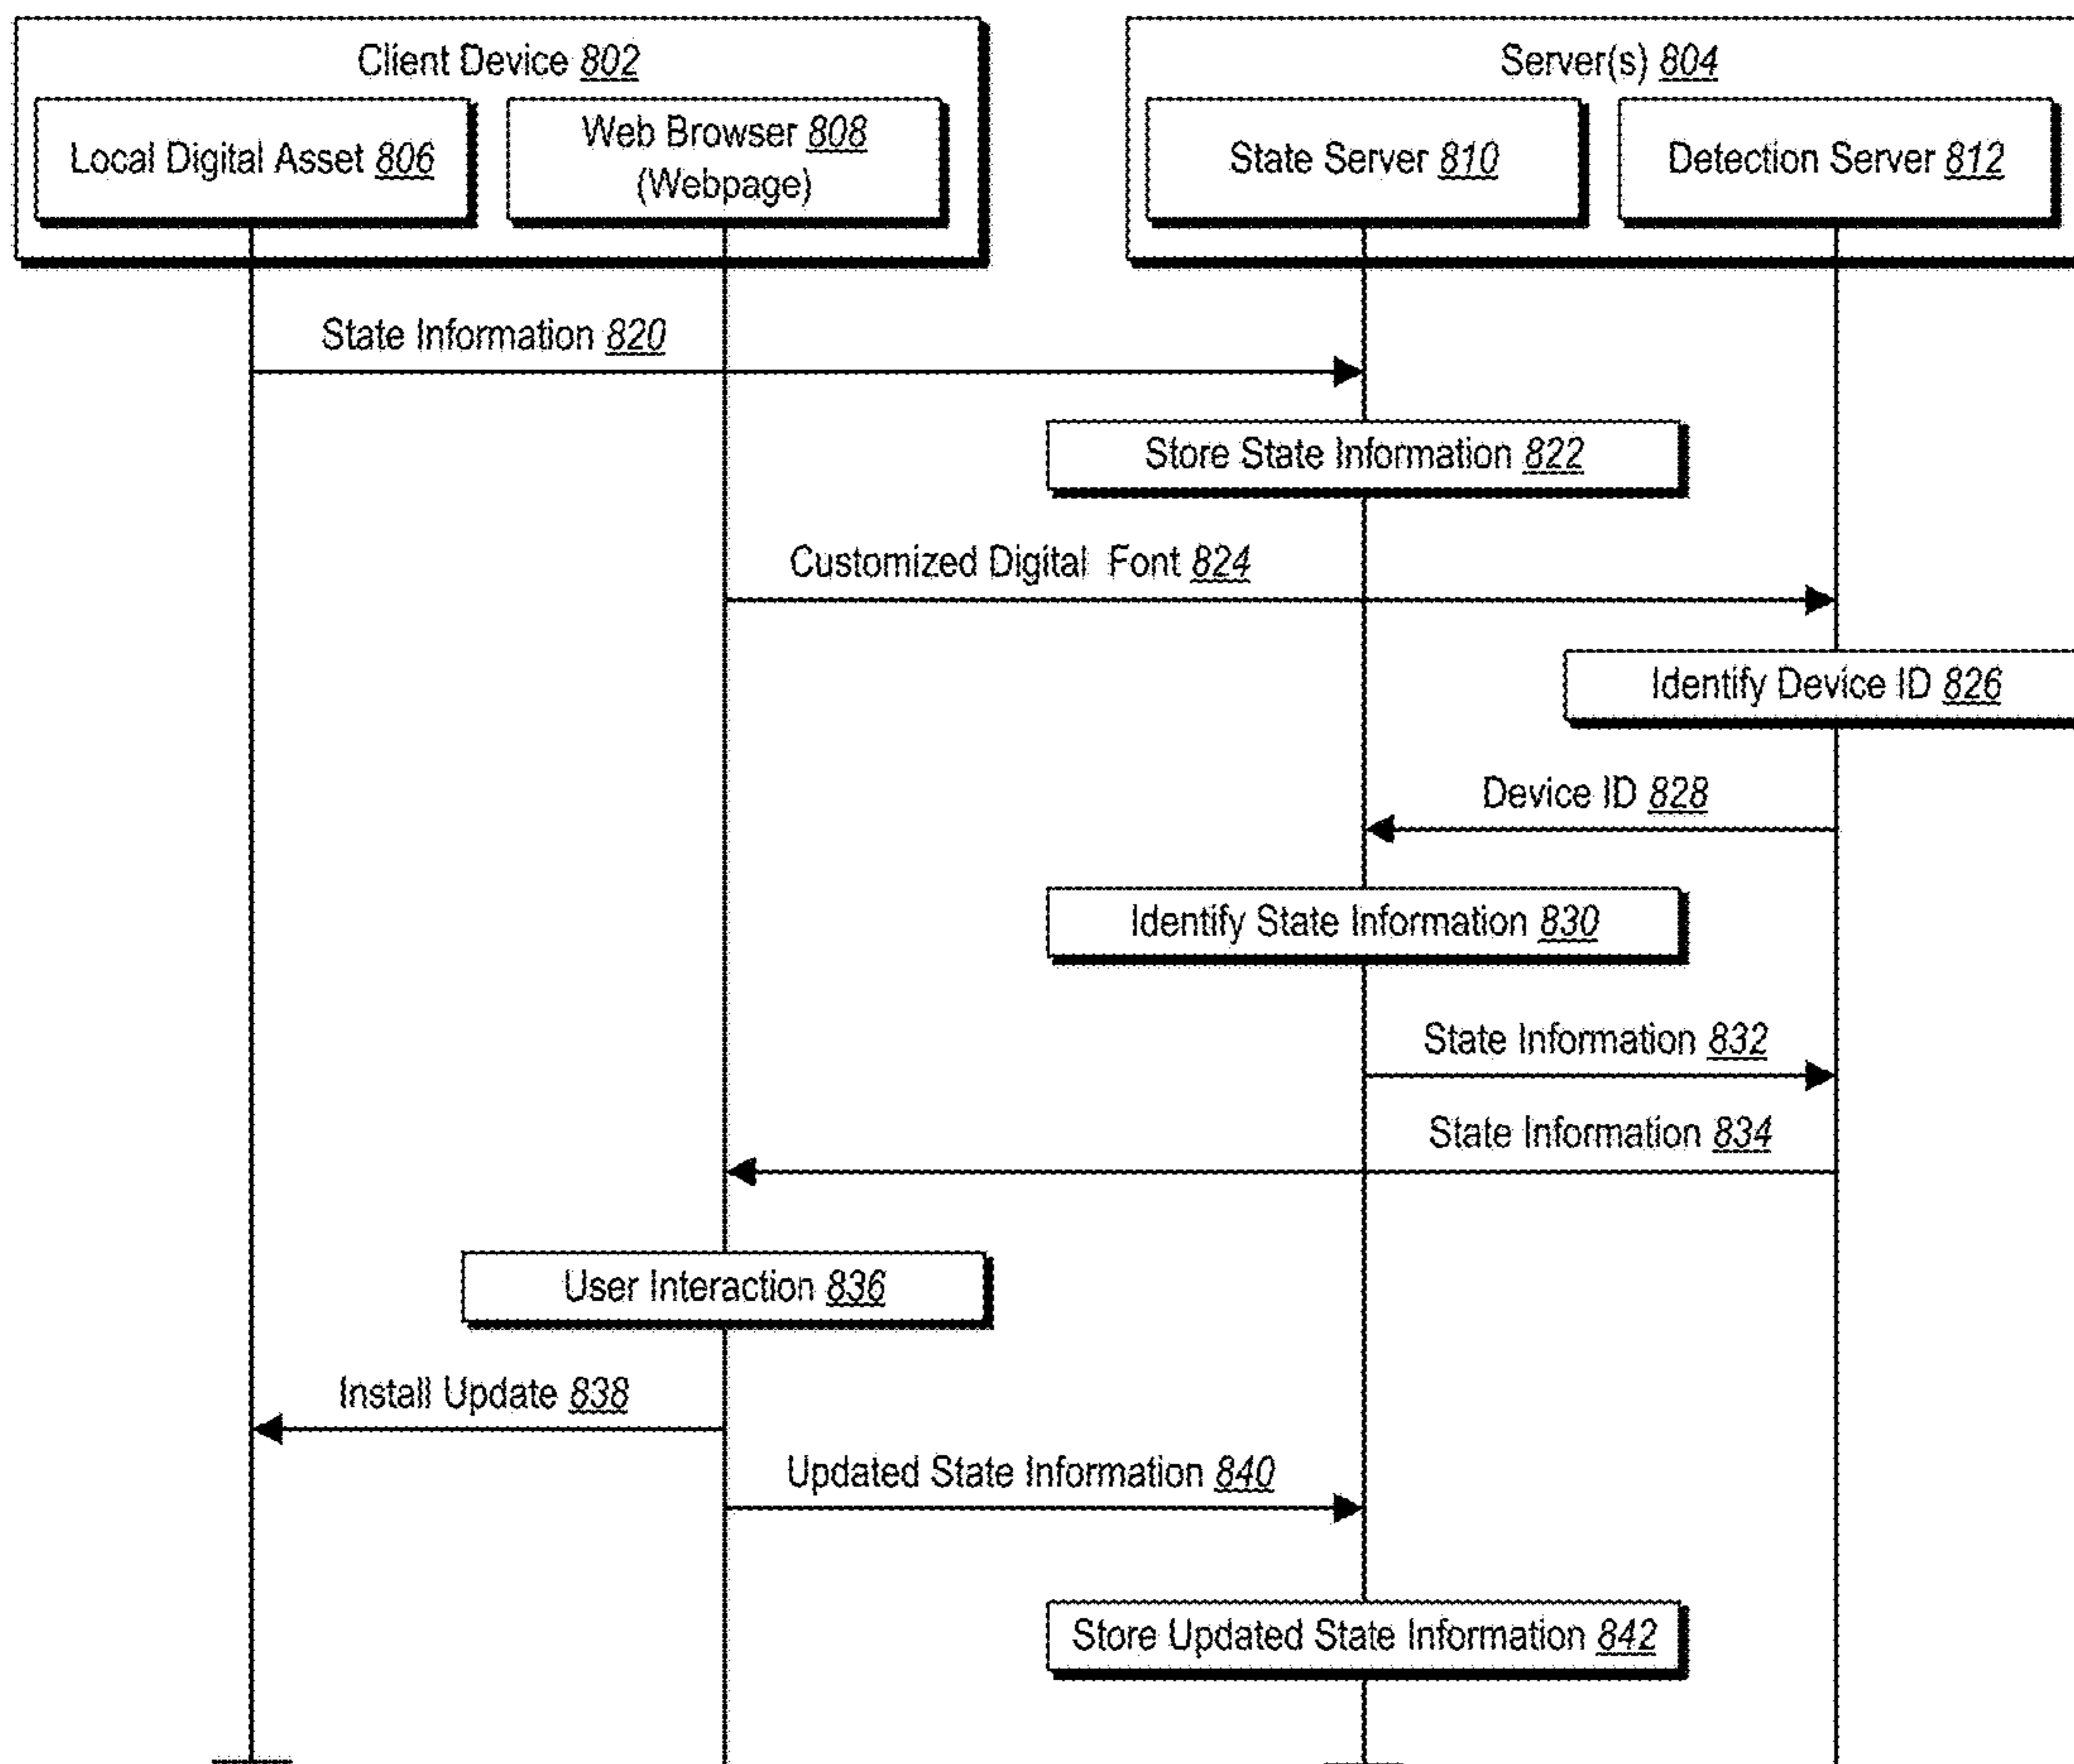 Client Device 802
Server(s) 804
Local Digital Asset 806
Web Browser 808
(Webpage)
State Server 810
Detection Server 812
State Information 820
Store State Information 822
Customized Digital Font 824
Identify Device ID 826
Device ID 828
Identify State Information 830
State Information 832
State Information 834
User Interaction 836
Install Update 838
Updated State Information 840
Store Updated State Information 842